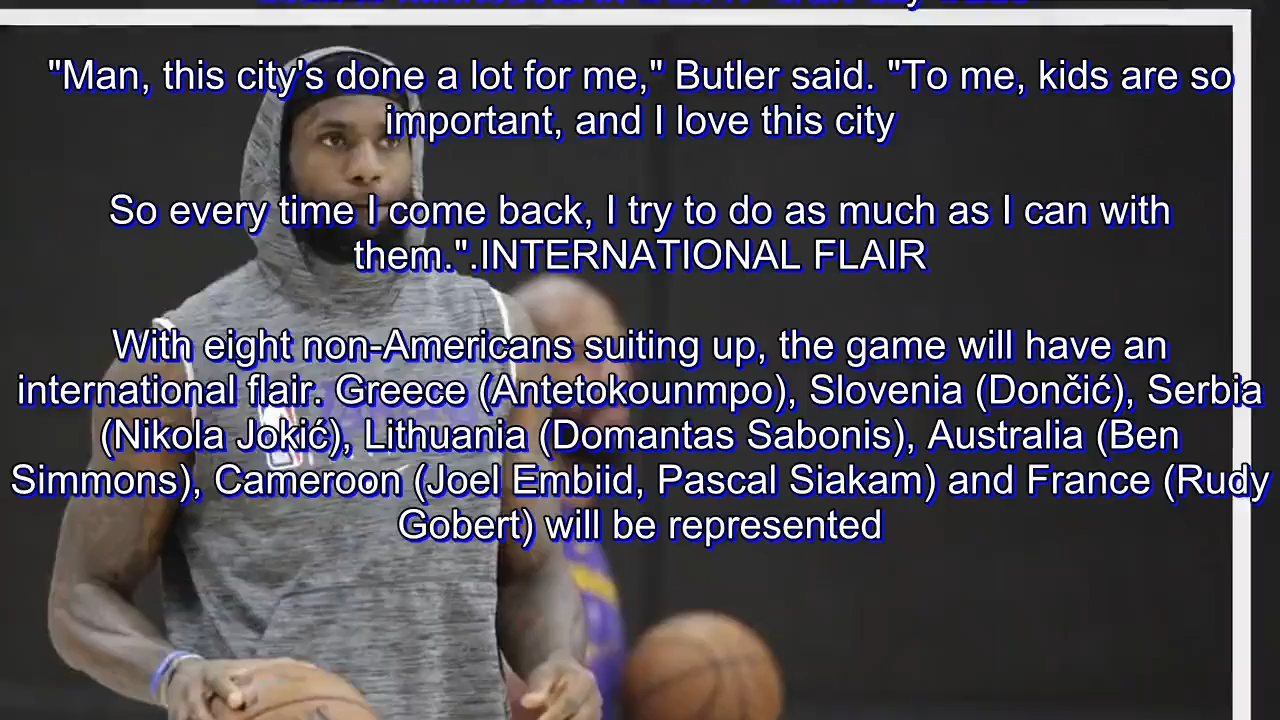 "Man, this city's done a lot for me," Butler said. "To me, kids are so
important, and I love this city
So every time I come back, I try to do as much as I can with
them.".INTERNATIONAL FLAIR
With eight non-Americans suiting up, the game will have an
international flair. Greece (Antetokounmpo), Slovenia (Dončić), Serbia
(Nikola Jokić), Lithuania (Domantas Sabonis), Australia (Ben
Simmons), Cameroon (Joel Embiid, Pascal Siakam) and France (Rudy
Gobert) will be represented